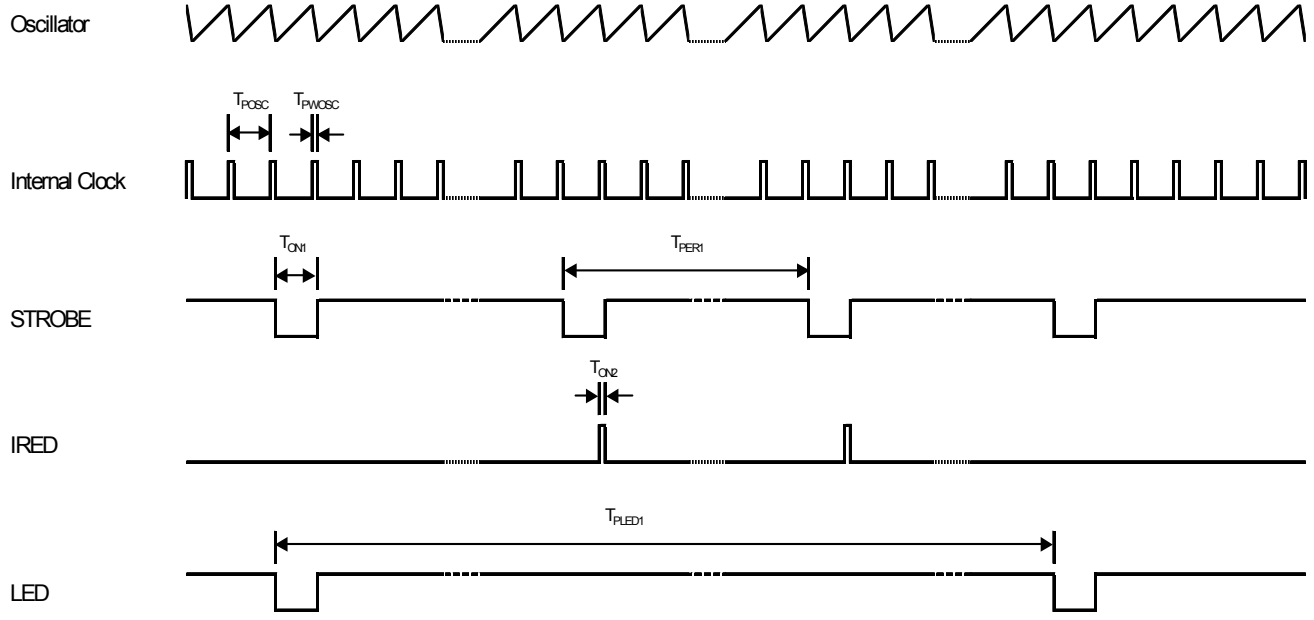 Oscillator
TPOSC TPWOSC
Internal Clock
TON1 TPER1
STROBE
TON2
IRED
TPLED1
LED